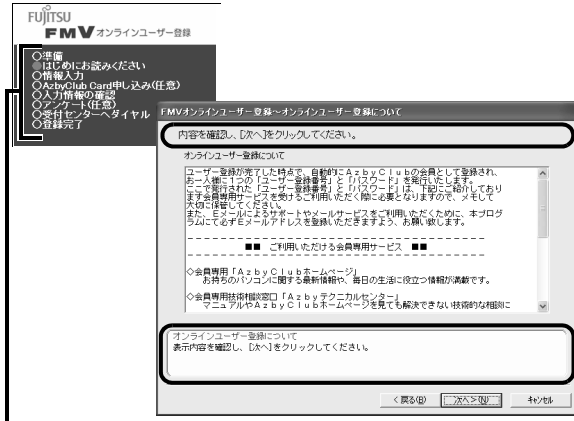 FUJITSU
FMV オンラインユーザー登録
○準備
●はじめにお読みください
○情報入力
○AzbyClub Card申し込み(任意)
○入力情報の確認
○アンケート(任意)
○受付センターへダイヤル
○登録完了
FMVオンラインユーザー登録～オンラインユーザー登録について
内容を確認し、[次へ]をクリックしてください。
オンラインユーザー登録について
ユーザー登録が完了した時点で、自動的にAzbyClubの会員として登録され、
お一人様に1つの「ユーザー登録番号」と「パスワード」を発行いたします。
ここで発行された「ユーザー登録番号」と「パスワード」は、下記にご紹介しており
ます会員専用サービスを受けるご利用いただく際に必要となりますので、メモして
大切に保管してください。
また、Eメールによるサポートやメールサービスをご利用いただくために、本プログ
ラムにて必ずEメールアドレスを登録いただきますよう、お願い致します。
■■ ご利用いただける会員専用サービス ■■
◇会員専用「AzbyClubホームページ」
お持ちのパソコンに関する最新情報や、毎日の生活に役立つ情報が満載です。
◇会員専用技術相談窓口「Azbyテクニカルセンター」
マニュアルやAzbyClubホームページを見ても解決できない技術的な相談に
オンラインユーザー登録について
表示内容を確認し、[次へ]をクリックしてください。
< 戻る(B) 次へ > (N) キャンセル